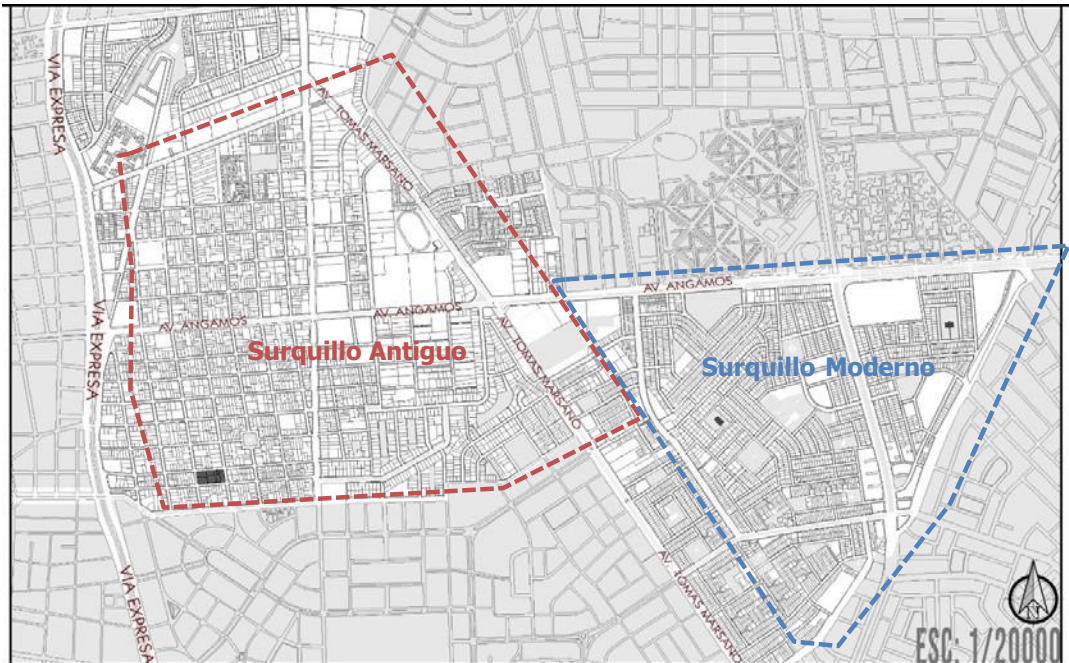 VIA EXPRESA
AV. TOMAS MARSANO
AV. ANGAMOS
VIA EXPRESA
AV. ANGAMOS
AV. ANGAMOS
AV. TOMAS MARSANO
Surquillo Antiguo
Surquillo Moderno
AV. TOMAS MARSANO
VIA EXPRESA
N
ESC: 1/20000